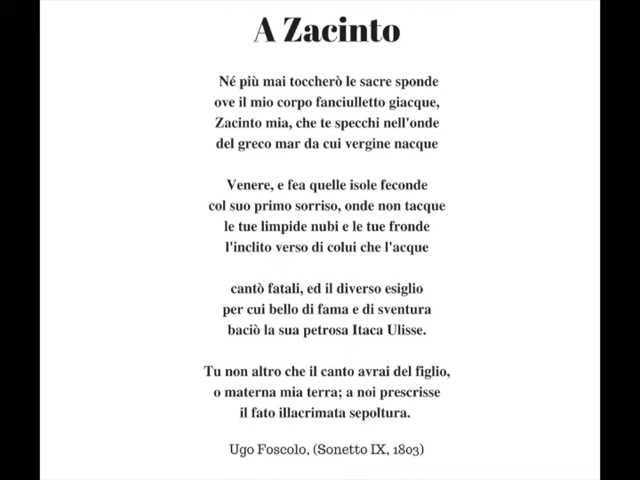 A Zacinto
Né più mai toccherò le sacre sponde
ove il mio corpo fanciulletto giacque,
Zacinto mia, che te specchi nell'onde
del greco mar da cui vergine nacque
Venere, e fea quelle isole feconde
col suo primo sorriso, onde non tacque
le tue limpide nubi e le tue fronde
l'inclito verso di colui che l'acque
cantò fatali, ed il diverso esiglio
per cui bello di fama e di sventura
baciò la sua petrosa Itaca Ulisse.
Tu non altro che il canto avrai del figlio,
o materna mia terra; a noi prescrisse
il fato illacrimata sepoltura.
Ugo Foscolo, (Sonetto IX, 1803)